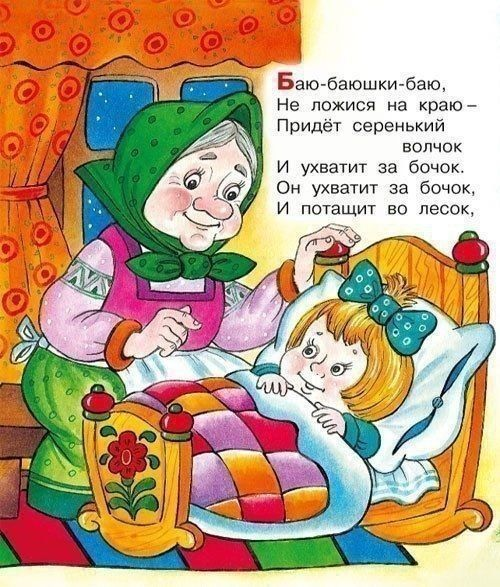 Баю-баюшки-баю,
Не ложися на краю –
Придёт серенький
волчок
И ухватит за бочок.
Он ухватит за бочок,
И потащит во лесок,